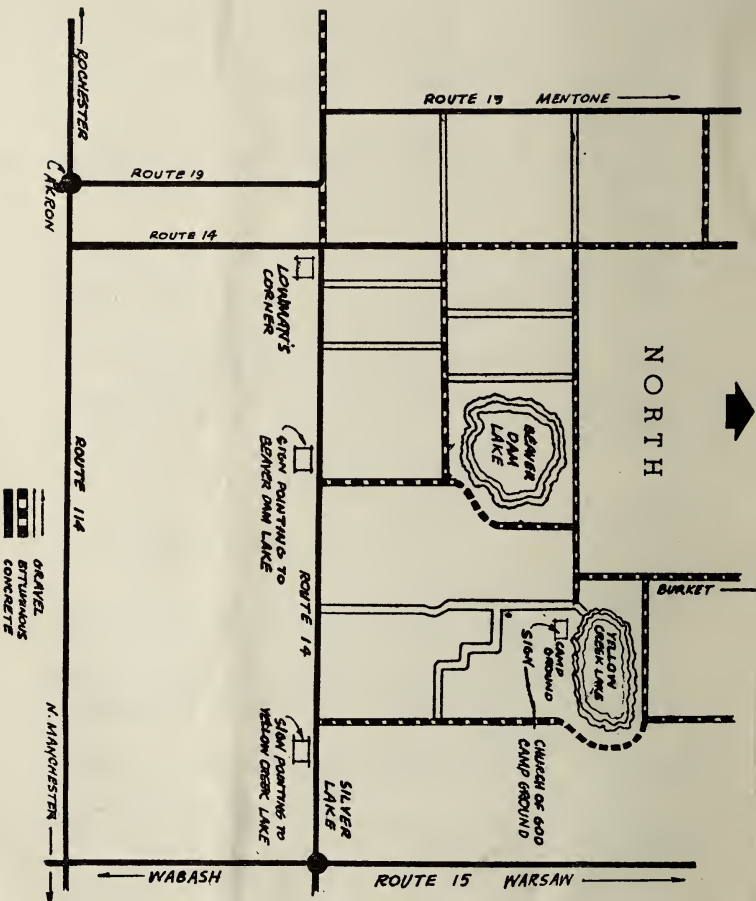 ROUTE 19 MENTONE
ROCHESTER
AKRON
ROUTE 19
ROUTE 14
LOWMAN'S
CORNER
NORTH
BEAVER
DAM
LAKE
SIGN POINTING TO
BEAVER DAM LAKE
ROUTE 14
ROUTE 114
BURKET
YELLOW
CREEK LAKE
CAMP
GROUND
SIGN
CHURCH OF GOD
CAMP GROUND
SIGN POINTING TO
YELLOW CREEK LAKE
SILVER
LAKE
GRAVEL
BITUMINOUS
CONCRETE
N. MANCHESTER
WABASH
ROUTE 15 WARSAW